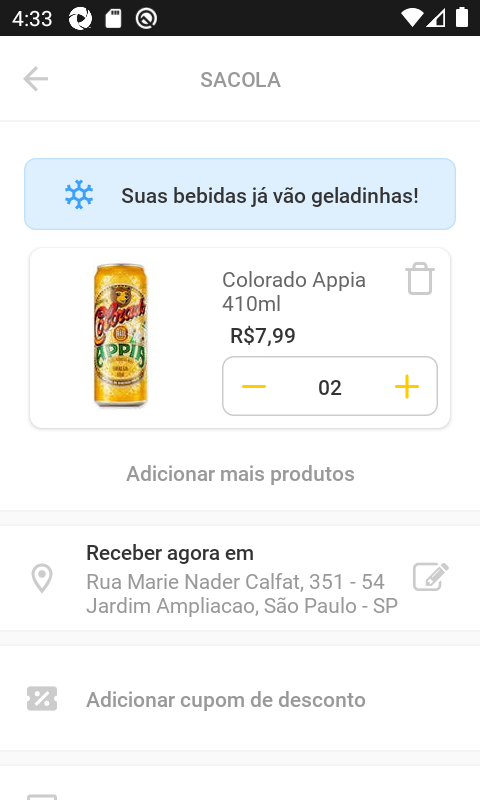 4:33
SACOLA
Suas bebidas já vão geladinhas!
Colorado
APPIA
Colorado Appia
410ml
R$7,99
02
Adicionar mais produtos
Receber agora em
Rua Marie Nader Calfat, 351 - 54
Jardim Ampliacao, São Paulo - SP
Adicionar cupom de desconto